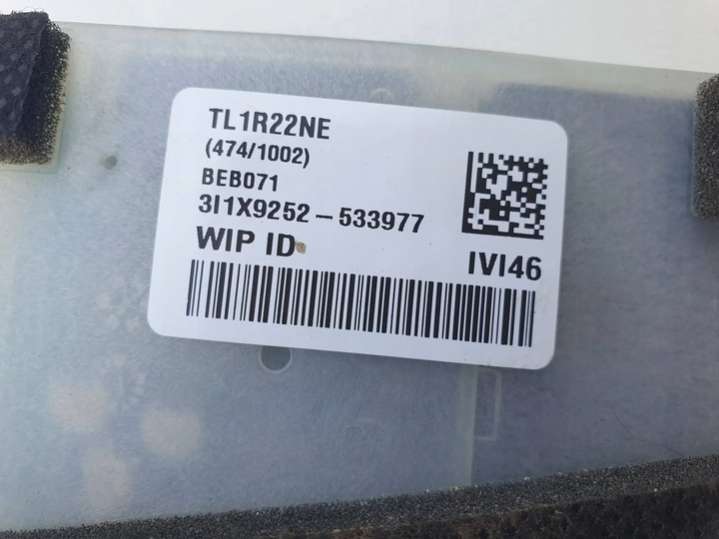 TL1R22NE
(474/1002)
BEB071
3I1X9252-533977
WIP ID
IVI46